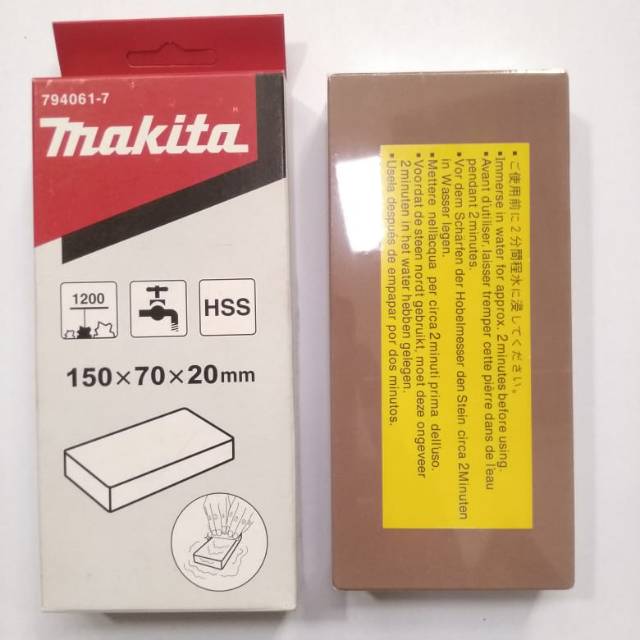 794061-7
makita
1200
HSS
150×70×20mm
• ご使用前に2分間程水に浸してください。
• Immerse in water for approx. 2 minutes before using.
• Avant d'utiliser, laisser tremper cette pièrre dans de l'eau
pendant 2 minutes.
• Vor dem Schärfen der Hobelmesser den Stein circa 2 Minuten
in Wasser legen.
• Mettere nell'acqua per circa 2 minuti prima dell'uso.
• Voordat de steen nordt gebruikt, moet deze ongeveer
2 minuten in het water hebben gelegen.
• Usela después de empapar por dos minutos.